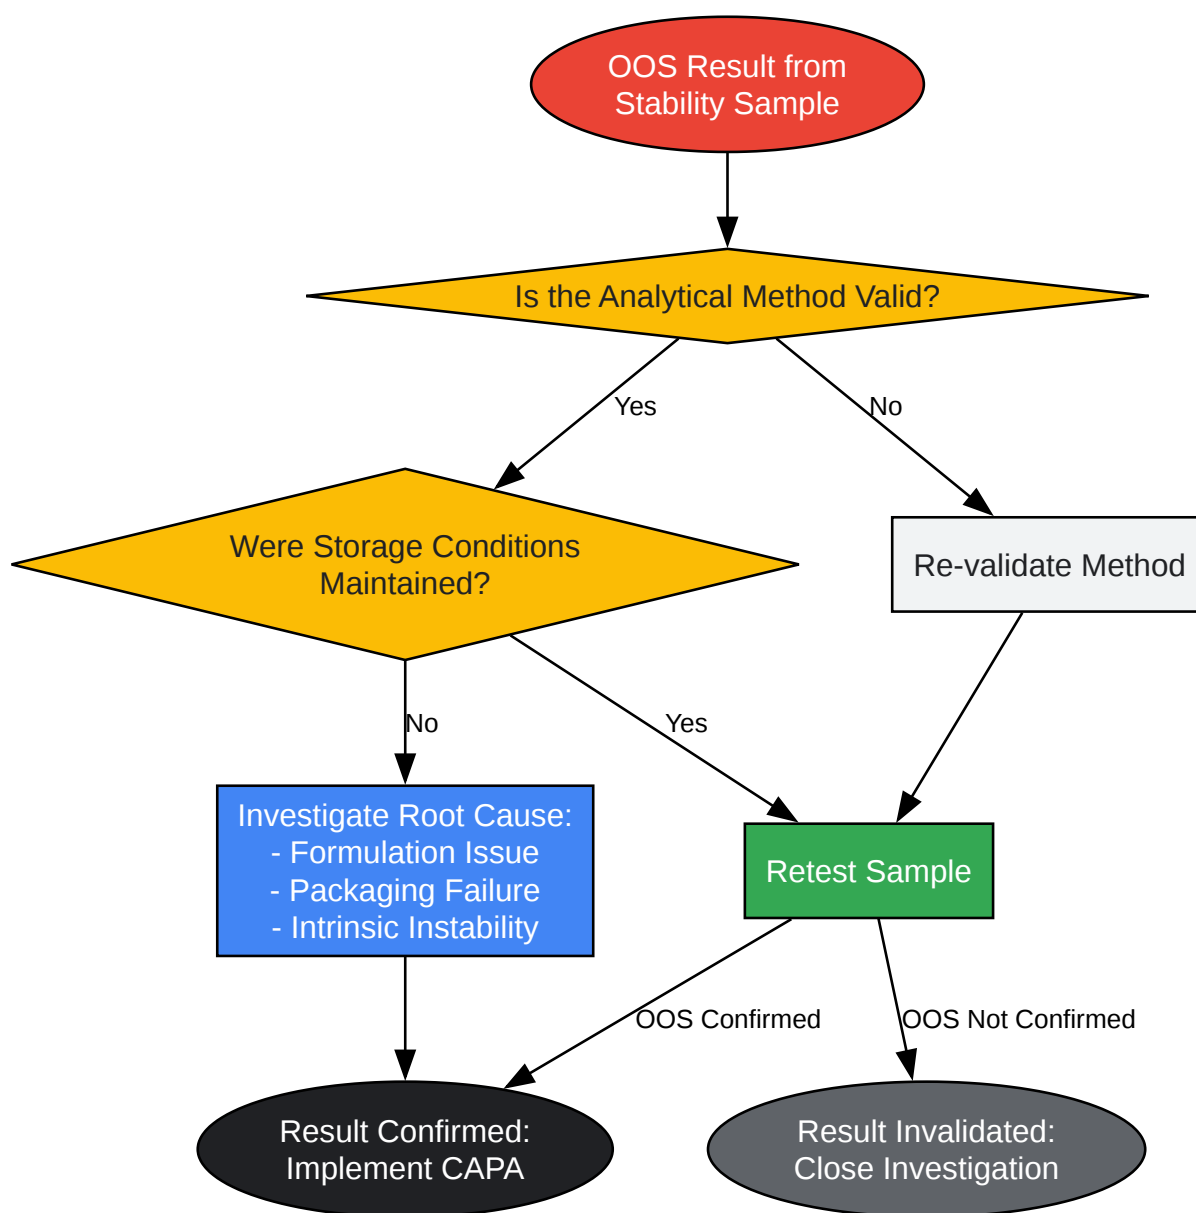 OOS Result from
Stability Sample
Is the Analytical Method Valid?
Yes
No
Were Storage Conditions
Maintained?
Re-validate Method
No
Yes
Investigate Root Cause:
- Formulation Issue
- Packaging Failure
- Intrinsic Instability
Retest Sample
OOS Confirmed
OOS Not Confirmed
Result Confirmed:
Implement CAPA
Result Invalidated:
Close Investigation